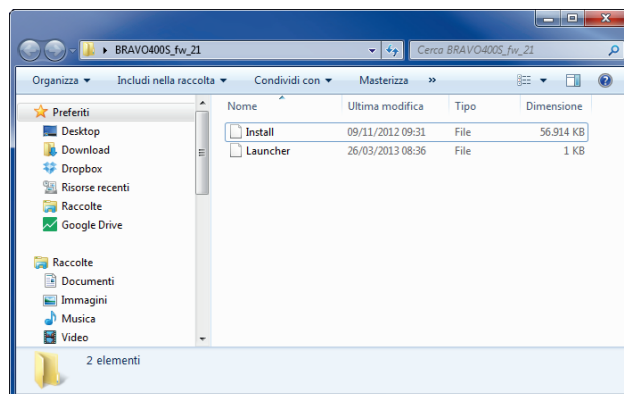 BRAVO400S_fw_21
Cerca BRAVO400S_fw_21
Organizza Includi nella raccolta Condividi con Masterizza »
Nome Ultima modifica Tipo Dimensione
Preferiti
Desktop
Download
Dropbox
Risorse recenti
Raccolte
Google Drive
Install 09/11/2012 09:31 File 56.914 KB
Launcher 26/03/2013 08:36 File 1 KB
Raccolte
Documenti
Immagini
Musica
Video
2 elementi